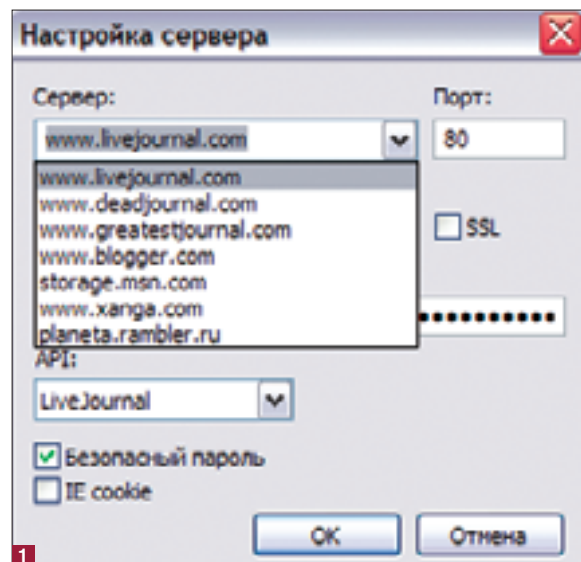 Настройка сервера
Сервер:
Порт:
www.livejournal.com
80
www.livejournal.com
www.deadjournal.com
www.greatestjournal.com
www.blogger.com
storage.msn.com
www.xanga.com
planeta.rambler.ru
SSL
API:
LiveJournal
Безопасный пароль
IE cookie
OK
Отмена
1